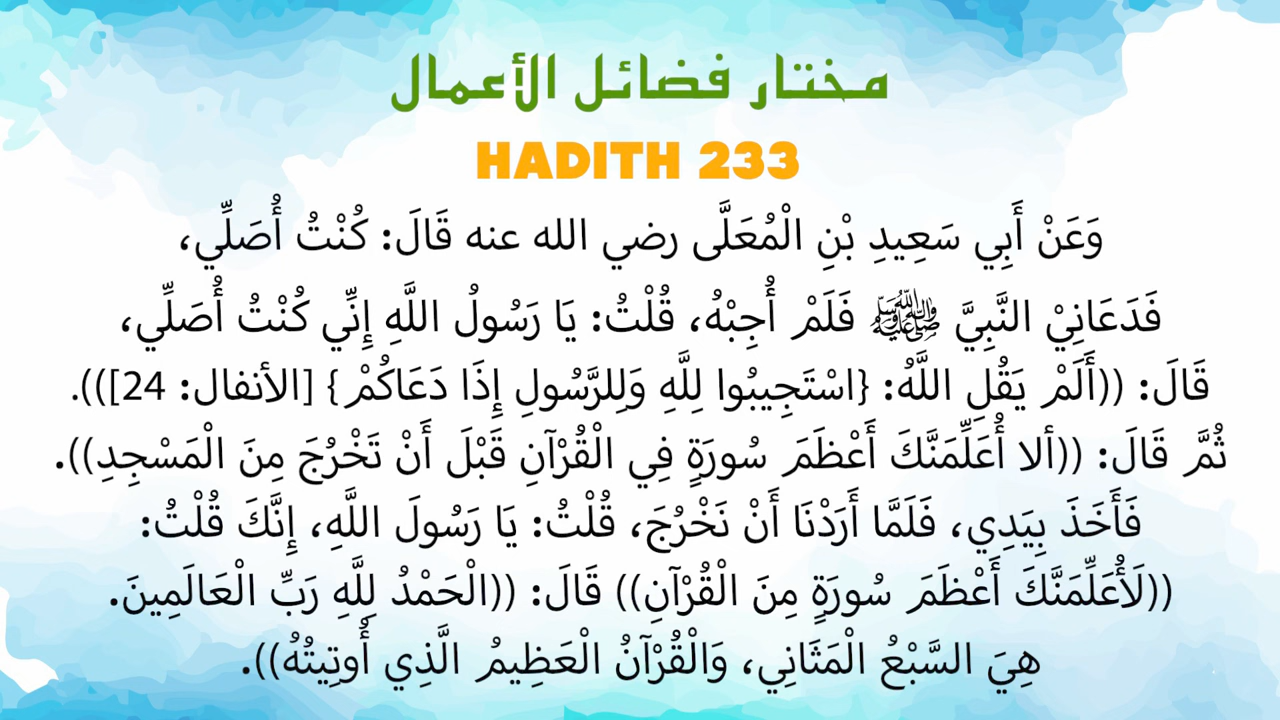 مختار فضائل الأعمال
HADITH 233
وَعَنْ أَبِي سَعِيدِ بْنِ الْمُعَلَّى رضي الله عنه قَالَ: كُنْتُ أُصَلِّي،
فَدَعَانِيْ النَّبِيَّ ﷺ فَلَمْ أُجِبْهُ، قُلْتُ: يَا رَسُولُ اللَّهِ إِنِّي كُنْتُ أُصَلِّي،
قَالَ: ((أَلَمْ يَقُلِ اللَّهُ: {اسْتَجِيبُوا لِلَّهِ وَلِلرَّسُولِ إِذَا دَعَاكُمْ} [الأنفال: 24])).
ثُمَّ قَالَ: ((ألا أُعَلِّمَنَّكَ أَعْظَمَ سُورَةٍ فِي الْقُرْآنِ قَبْلَ أَنْ تَخْرُجَ مِنَ الْمَسْجِدِ)).
فَأَخَذَ بِيَدِي، فَلَمَّا أَرَدْنَا أَنْ نَخْرُجَ، قُلْتُ: يَا رَسُولَ اللَّهِ، إِنَّكَ قُلْتُ:
((لَأُعَلِّمَنَّكَ أَعْظَمَ سُورَةٍ مِنَ الْقُرْآنِ)) قَالَ: ((الْحَمْدُ لِلَّهِ رَبِّ الْعَالَمِينَ.
هِيَ السَّبْعُ الْمَثَانِي، وَالْقُرْآنُ الْعَظِيمُ الَّذِي أُوتِيتُهُ)).